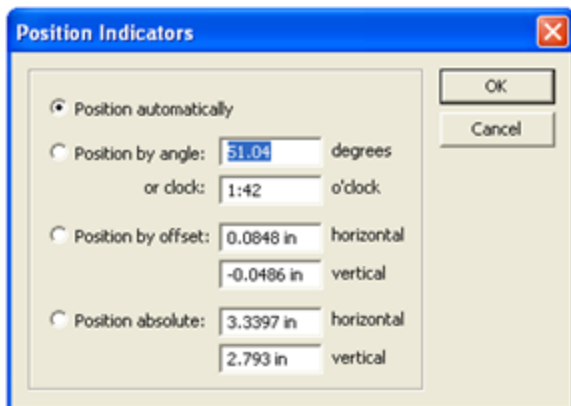 Position Indicators
OK
Cancel
Position automatically
Position by angle: 51.04 degrees
or clock: 1:42 o'clock
Position by offset: 0.0848 in horizontal
-0.0486 in vertical
Position absolute: 3.3397 in horizontal
2.793 in vertical